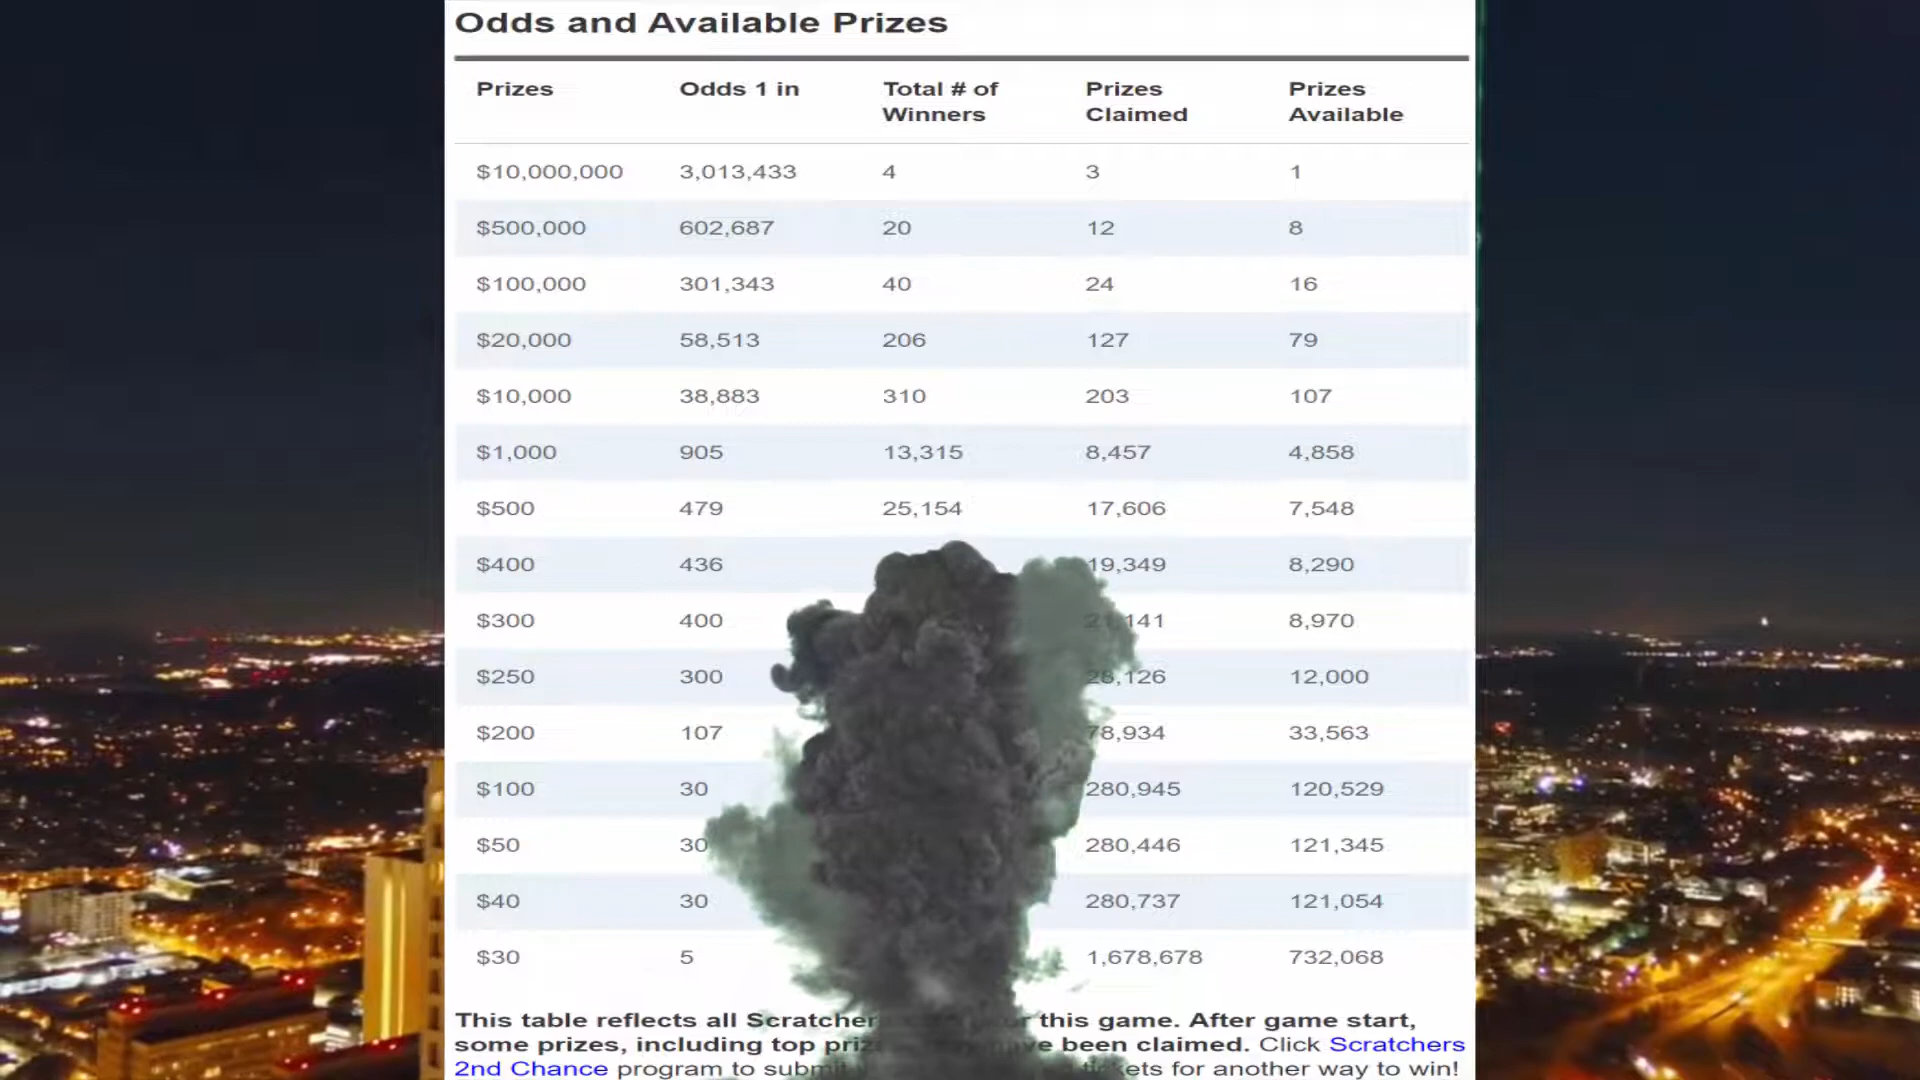 Odds and Available Prizes
Prizes Odds 1 in Total # of Winners Prizes Claimed Prizes Available
$10,000,000 3,013,433 4 3 1
$500,000 602,687 20 12 8
$100,000 301,343 40 24 16
$20,000 58,513 206 127 79
$10,000 38,883 310 203 107
$1,000 905 13,315 8,457 4,858
$500 479 25,154 17,606 7,548
$400 436 19,349 8,290
$300 400 8,970
$250 300 28,126 12,000
$200 107 78,934 33,563
$100 30 280,945 120,529
$50 30 280,446 121,345
$40 30 280,737 121,054
$30 5 1,678,678 732,068
This table reflects all this game. After game start,
some prizes, including top been claimed. Click Scratchers
2nd Chance program to for another way to win!